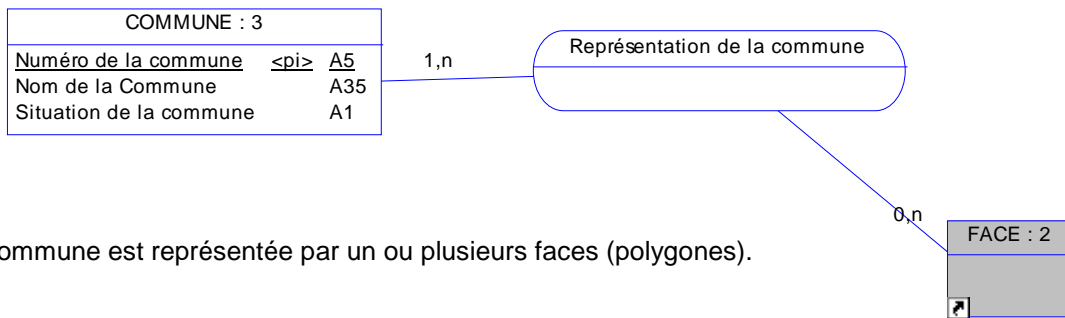 COMMUNE : 3
Numéro de la commune <pi> A5
Nom de la Commune A35
Situation de la commune A1
1,n
Représentation de la commune
0,n
FACE : 2
ommune est représentée par un ou plusieurs faces (polygones).